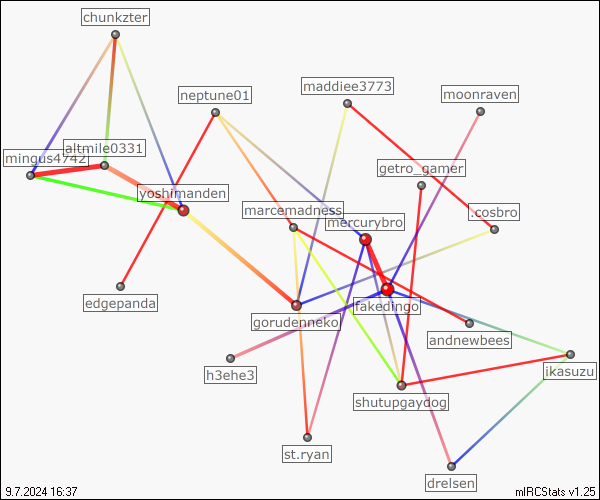 chunkzter
maddiee3773
neptune01
moonraven
altmile0331
mingus4742
getro_gamer
yoshimanden
marcemadness
.cosbro
mercurybro
edgepanda
fakedingo
gorudenneko
andnewbees
h3ehe3
ikasuzu
shutupgaydog
st.ryan
drelsen
9.7.2024 16:37
mIRCStats v1.25